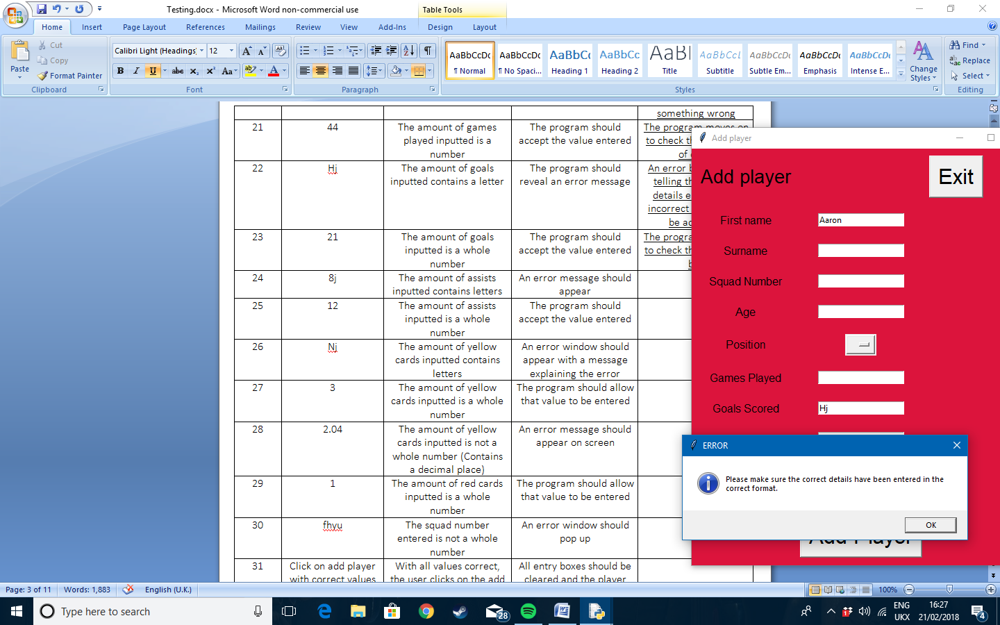 Testing.docx - Microsoft Word non-commercial use
Table Tools
Home Insert Page Layout References Mailings Review View Add-Ins Design Layout
Cut
Copy
Format Painter
Paste
Clipboard
Calibri Light (Headings) 12
B I U abc x₂ x² Aa
Font
Paragraph
AaBbCcDc AaBbCcDc AaBbC AaBbCc AaBl AaBbCcL AaBbCcDc AaBbCcDc AaBbCcDc
¶ Normal ¶ No Spaci... Heading 1 Heading 2 Title Subtitle Subtle Em... Emphasis Intense E...
Change
Styles
Styles
Find
Replace
Select
Editing
something wrong
21 44 The amount of games played inputted is a number The program should accept the value entered The program moves on
to check th
of
22 Hj The amount of goals inputted contains a letter The program should reveal an error message An error b
telling th
details e
incorrect
be ac
23 21 The amount of goals inputted is a whole number The program should accept the value entered The progra
to check th
b
24 8j The amount of assists inputted contains letters An error message should appear
25 12 The amount of assists inputted is a whole number The program should accept the value entered
26 Nj The amount of yellow cards inputted contains letters An error window should appear with a message explaining the error
27 3 The amount of yellow cards inputted is a whole number The program should allow that value to be entered
28 2.04 The amount of yellow cards inputted is not a whole number (Contains a decimal place) An error message should appear on screen
29 1 The amount of red cards inputted is a whole number The program should allow that value to be entered
30 fhyu The squad number entered is not a whole number An error window should pop up
31 Click on add player with correct values With all values correct, the user clicks on the add All entry boxes should be cleared and the player
Add player
Add player
Exit
First name Aaron
Surname
Squad Number
Age
Position
Games Played
Goals Scored Hj
ERROR
Please make sure the correct details have been entered in the
correct format.
OK
Add Player
Page: 3 of 11 Words: 1,883 English (U.K.) 100%
Type here to search
28
ENG
UKX
16:27
21/02/2018
4